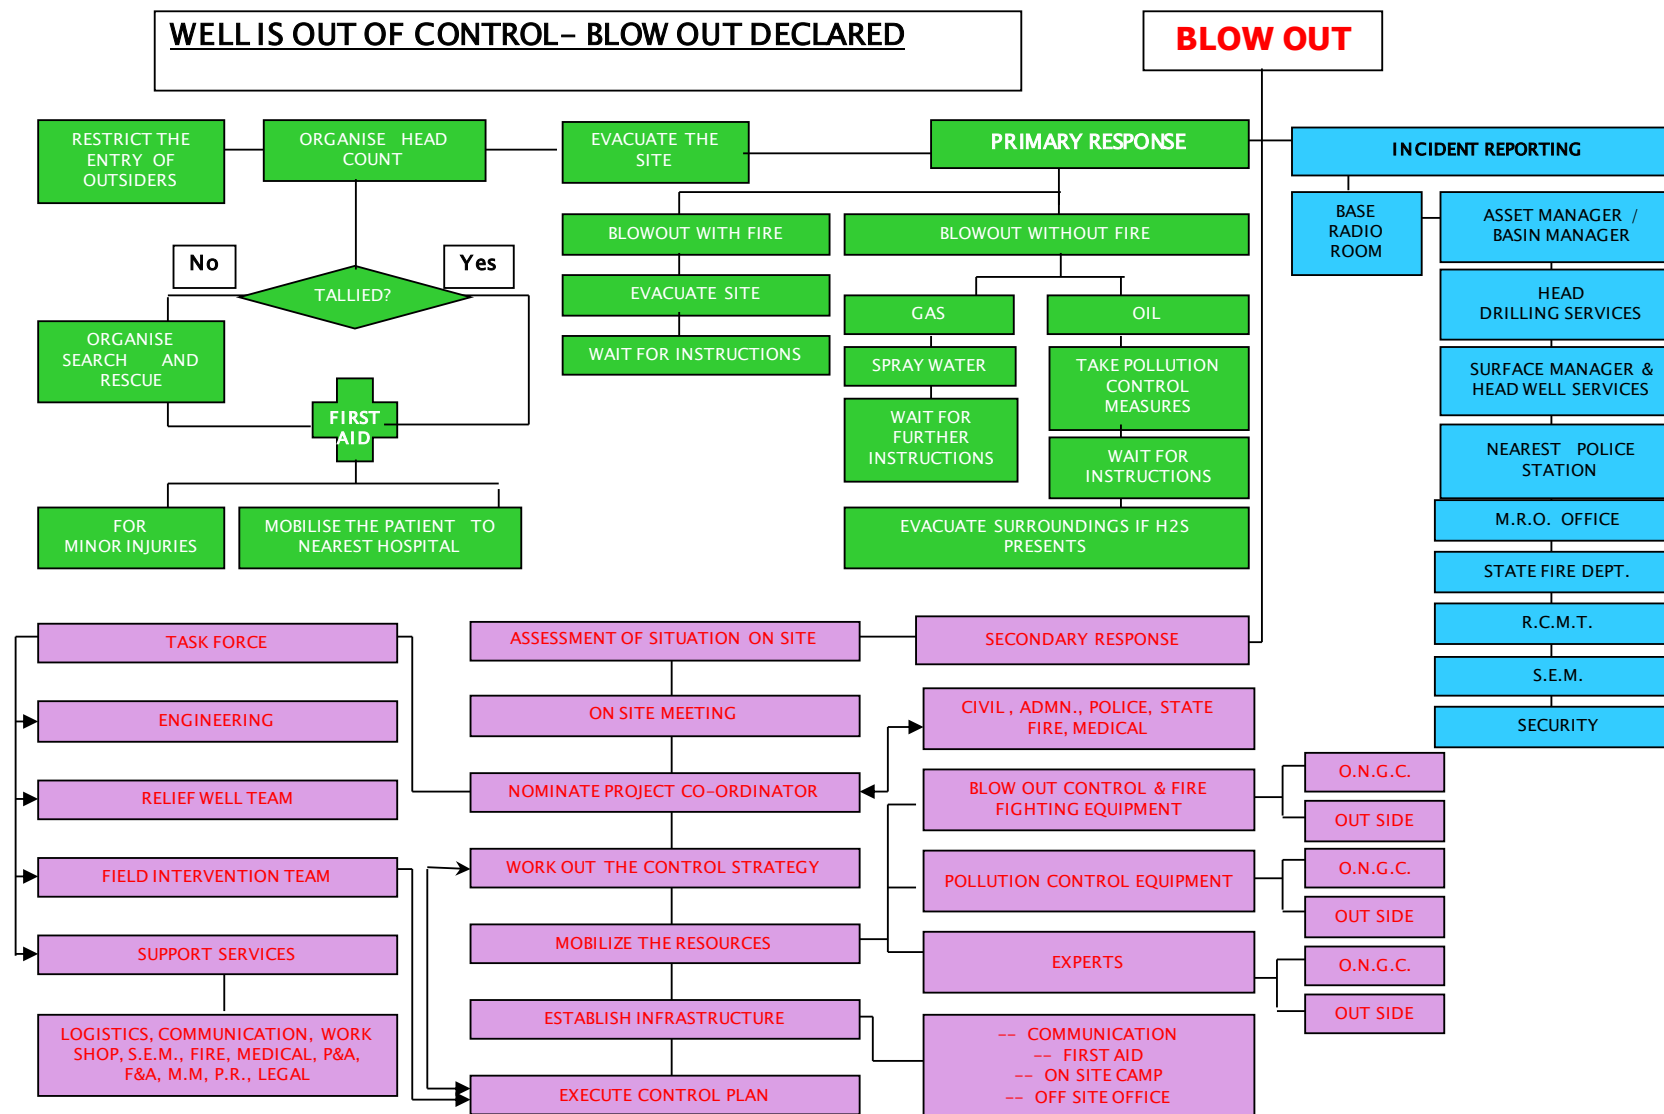 WELL IS OUT OF CONTROL- BLOW OUT DECLARED
BLOW OUT
RESTRICT THE
ENTRY OF
OUTSIDERS
ORGANISE HEAD
COUNT
EVACUATE THE
SITE
PRIMARY RESPONSE
INCIDENT REPORTING
BASE
RADIO
ROOM
ASSET MANAGER /
BASIN MANAGER
HEAD
DRILLING SERVICES
SURFACE MANAGER &
HEAD WELL SERVICES
NEAREST POLICE
STATION
M.R.O. OFFICE
STATE FIRE DEPT.
R.C.M.T.
S.E.M.
SECURITY
BLOWOUT WITH FIRE
EVACUATE SITE
WAIT FOR INSTRUCTIONS
BLOWOUT WITHOUT FIRE
GAS
SPRAY WATER
WAIT FOR
FURTHER
INSTRUCTIONS
OIL
TAKE POLLUTION
CONTROL
MEASURES
WAIT FOR
INSTRUCTIONS
EVACUATE SURROUNDINGS IF H2S
PRESENTS
No
Yes
TALLIED?
ORGANISE
SEARCH AND
RESCUE
FIRST
AID
FOR
MINOR INJURIES
MOBILISE THE PATIENT TO
NEAREST HOSPITAL
TASK FORCE
ENGINEERING
RELIEF WELL TEAM
FIELD INTERVENTION TEAM
SUPPORT SERVICES
LOGISTICS, COMMUNICATION, WORK
SHOP, S.E.M., FIRE, MEDICAL, P&A,
F&A, M.M, P.R., LEGAL
ASSESSMENT OF SITUATION ON SITE
ON SITE MEETING
NOMINATE PROJECT CO-ORDINATOR
WORK OUT THE CONTROL STRATEGY
MOBILIZE THE RESOURCES
ESTABLISH INFRASTRUCTURE
EXECUTE CONTROL PLAN
SECONDARY RESPONSE
CIVIL , ADMN., POLICE, STATE
FIRE, MEDICAL
BLOW OUT CONTROL & FIRE
FIGHTING EQUIPMENT
O.N.G.C.
OUT SIDE
POLLUTION CONTROL EQUIPMENT
O.N.G.C.
OUT SIDE
EXPERTS
O.N.G.C.
OUT SIDE
-- COMMUNICATION
-- FIRST AID
-- ON SITE CAMP
-- OFF SITE OFFICE